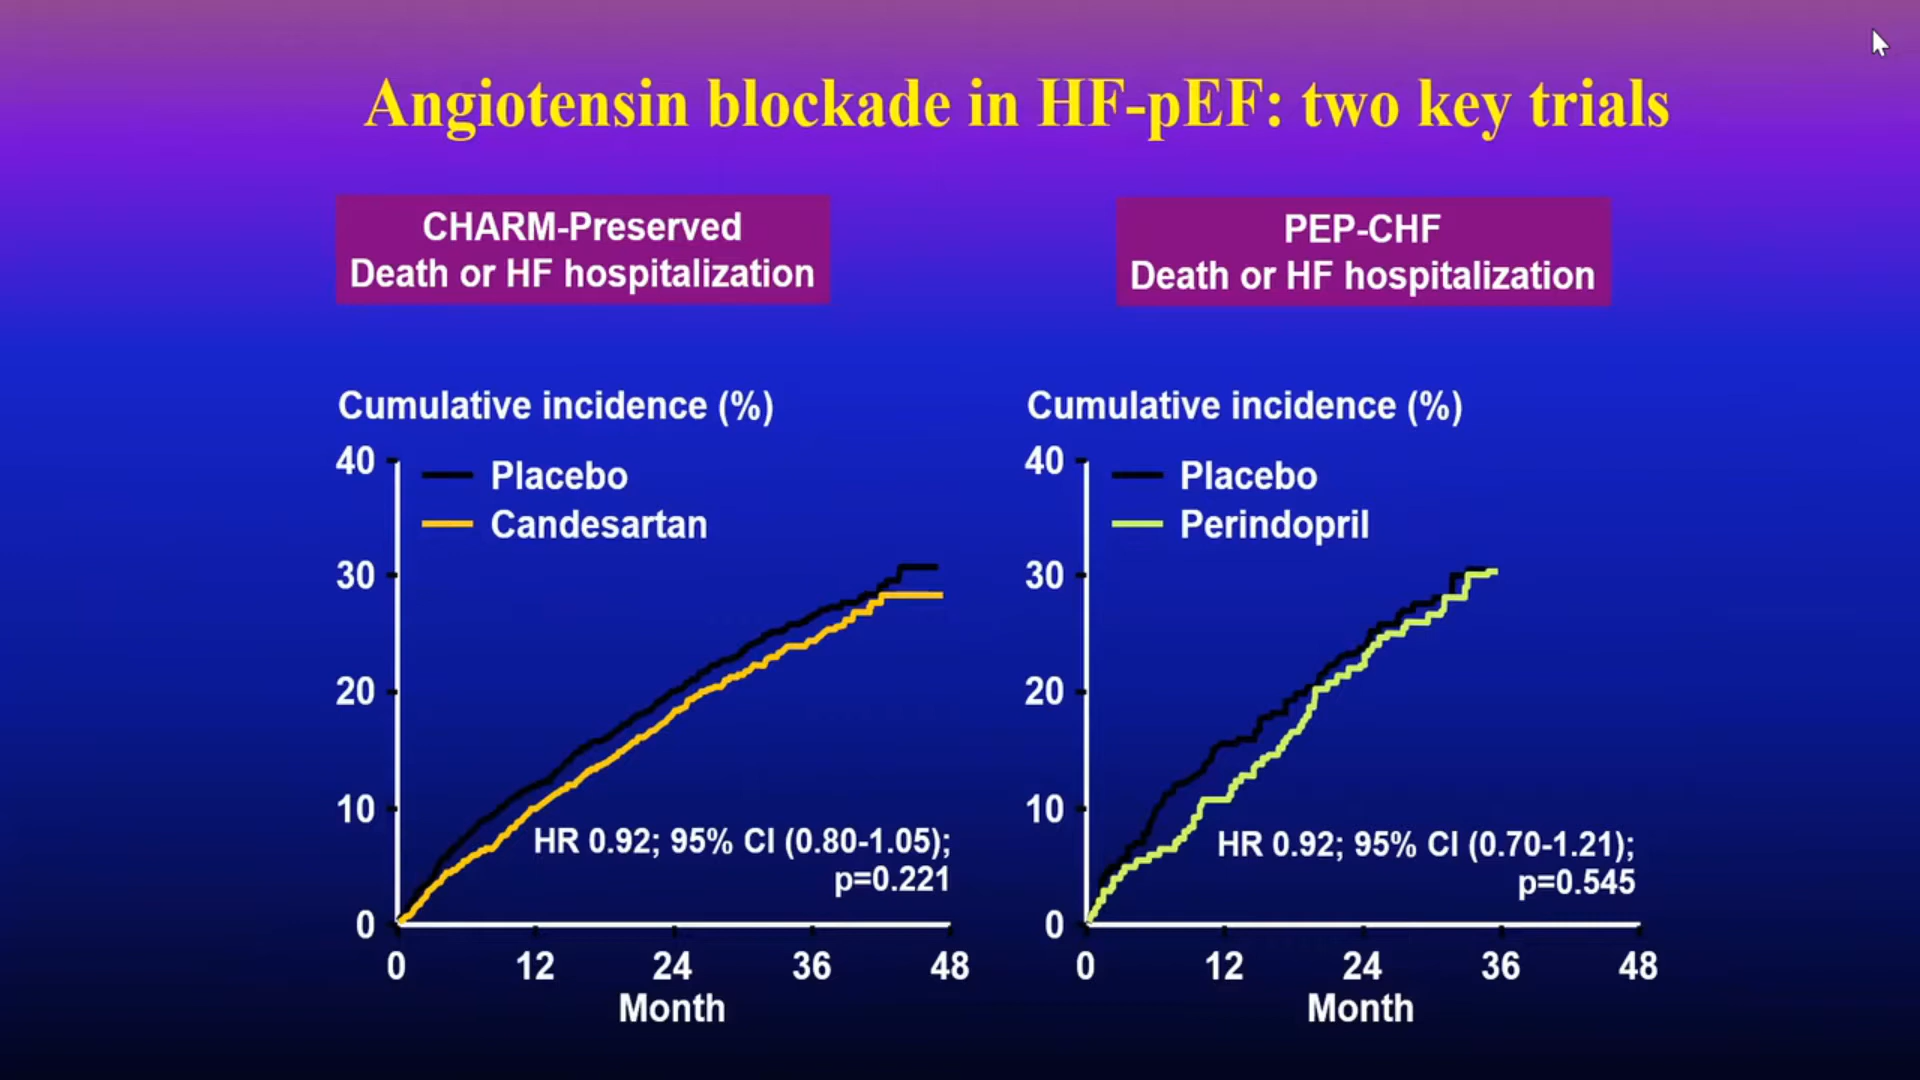 Angiotensin blockade in HF-pEF: two key trials
CHARM-Preserved
Death or HF hospitalization
PEP-CHF
Death or HF hospitalization
Cumulative incidence (%)
40
30
20
10
0
Placebo
Candesartan
HR 0.92; 95% CI (0.80-1.05);
p=0.221
0 12 24 36 48
Month
Cumulative incidence (%)
40
30
20
10
0
Placebo
Perindopril
HR 0.92; 95% CI (0.70-1.21);
p=0.545
0 12 24 36 48
Month